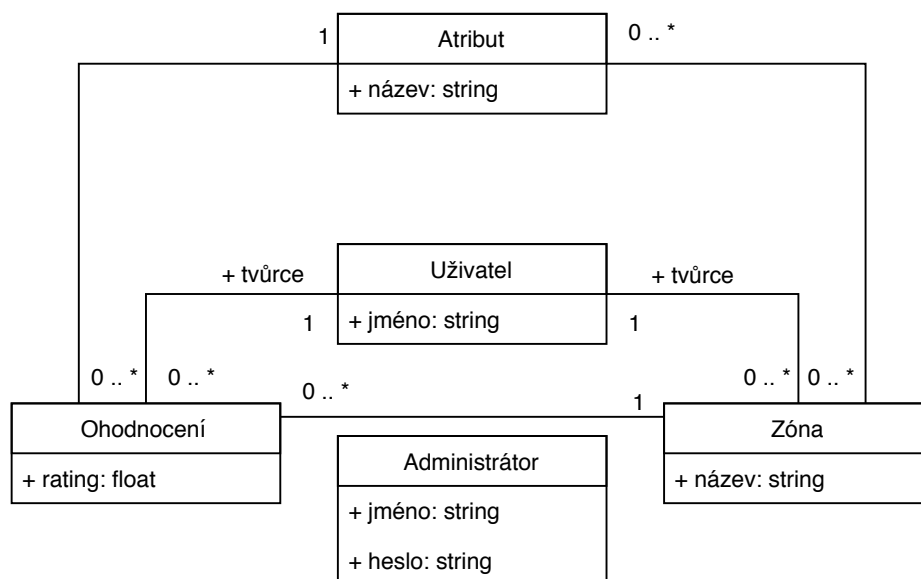 1
Atribut
0 .. *
+ název: string
+ tvůrce
Uživatel
+ tvůrce
1
+ jméno: string
1
0 .. *
0 .. *
0 .. *
0 .. *
0 .. *
1
Ohodnocení
Zóna
+ rating: float
Administrátor
+ název: string
+ jméno: string
+ heslo: string